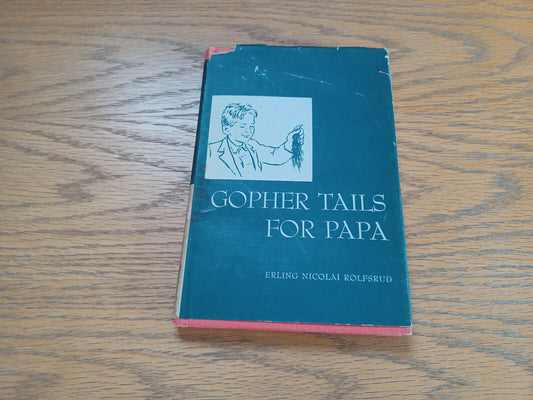 GOPHER TAILS
FOR PAPA
ERLING NICOLAI ROLFSRUD